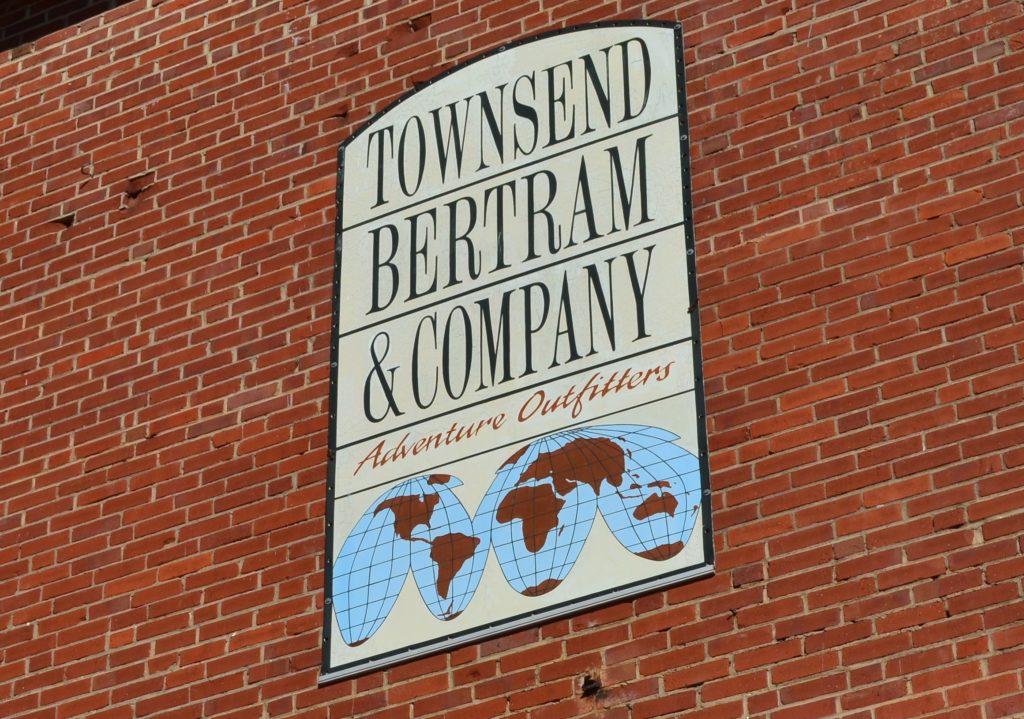 TOWNSEND
BERTRAM
& COMPANY
Adventure Outfitters